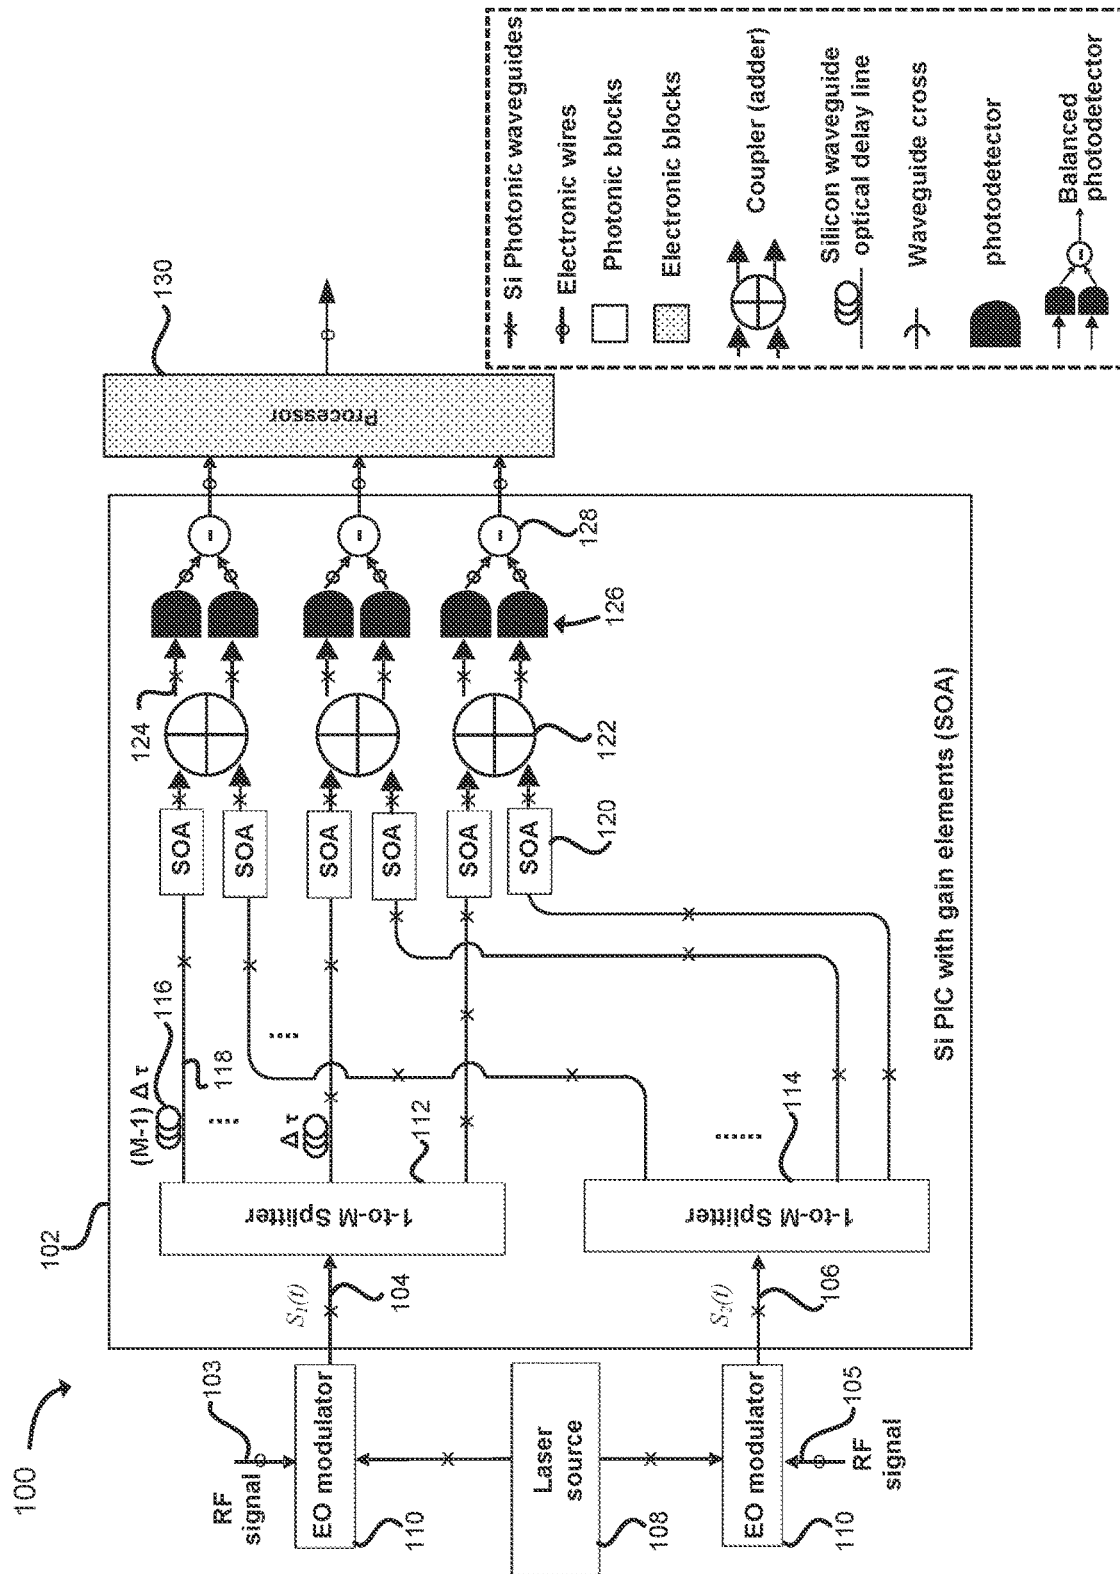 100
RF
signal
103
EO modulator
110
Laser
source
108
EO modulator
110
RF
signal
105
102
S₁(t)
104
S₂(t)
106
1-to-M Splitter
112
1-to-M Splitter
114
(M-1) Δ τ
116
118
.....
Δ τ
.....
......
SOA
SOA
SOA
SOA
SOA
SOA
120
122
124
126
-
-
-
128
Si PIC with gain elements (SOA)
Processor
130
Si Photonic waveguides
Electronic wires
Photonic blocks
Electronic blocks
Coupler (adder)
Silicon waveguide
optical delay line
Waveguide cross
photodetector
-
Balanced
photodetector